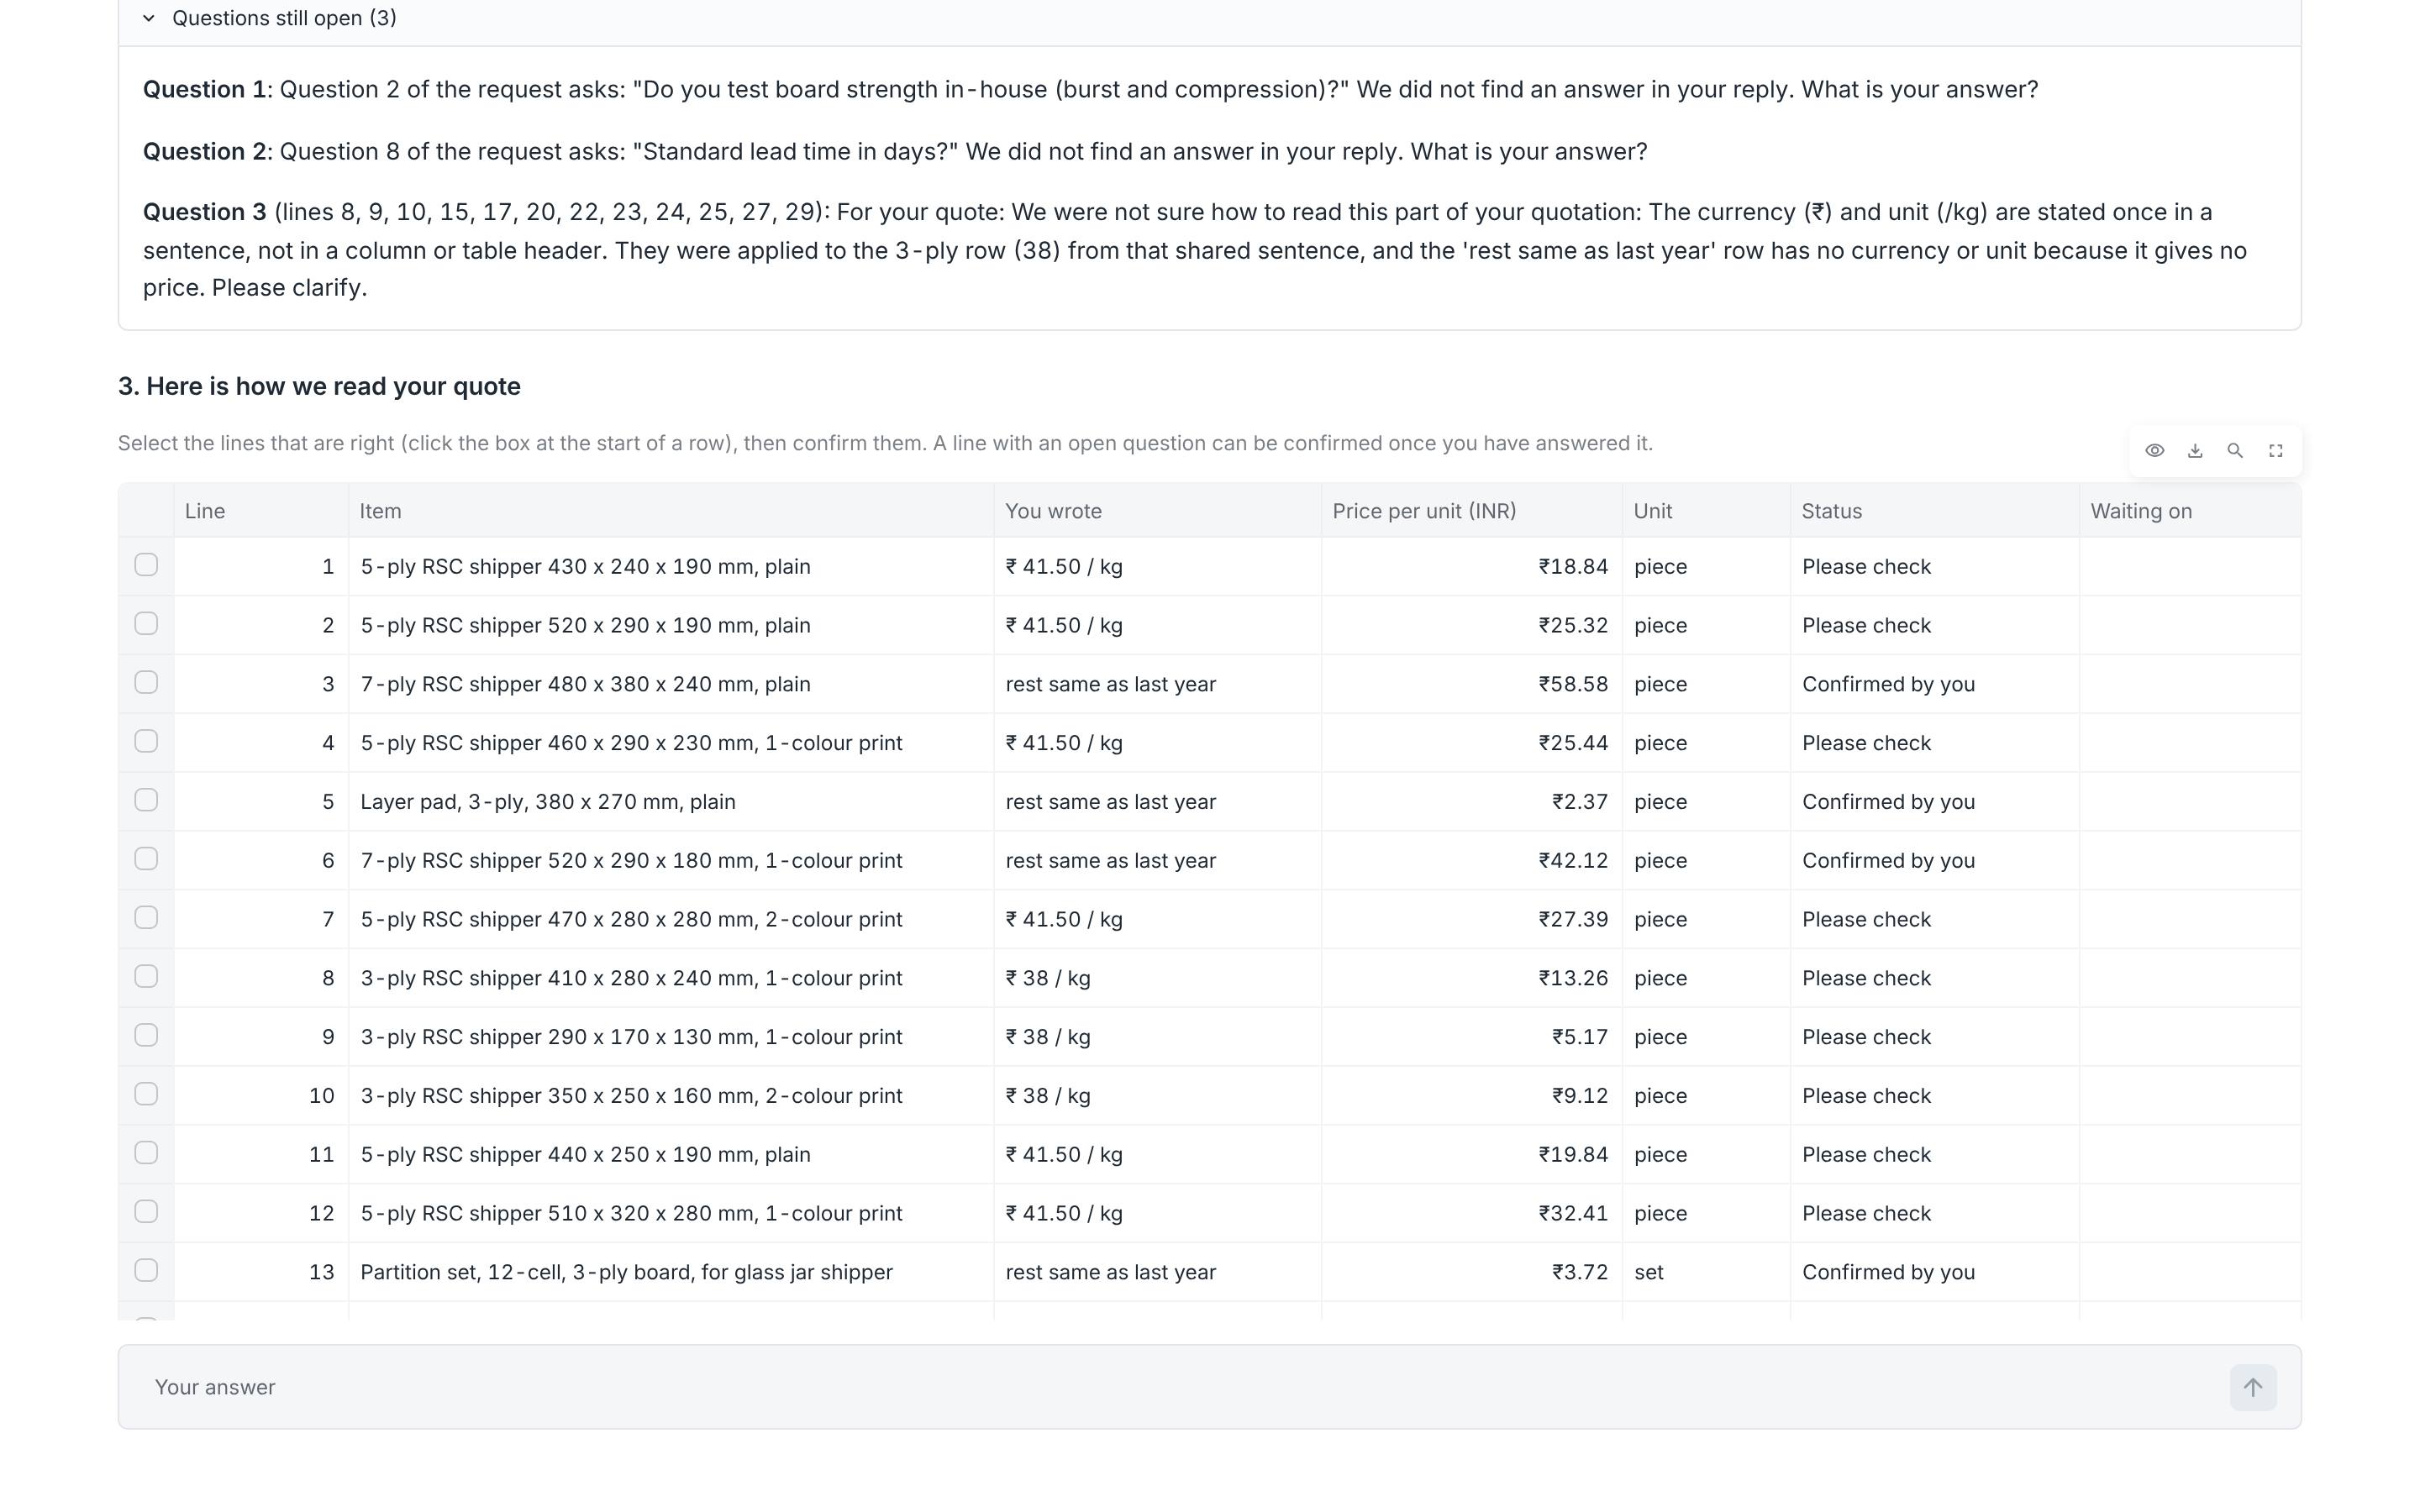 Questions still open (3)
Question 1: Question 2 of the request asks: "Do you test board strength in-house (burst and compression)?" We did not find an answer in your reply. What is your answer?
Question 2: Question 8 of the request asks: "Standard lead time in days?" We did not find an answer in your reply. What is your answer?
Question 3 (lines 8, 9, 10, 15, 17, 20, 22, 23, 24, 25, 27, 29): For your quote: We were not sure how to read this part of your quotation: The currency (₹) and unit (/kg) are stated once in a
sentence, not in a column or table header. They were applied to the 3-ply row (38) from that shared sentence, and the 'rest same as last year' row has no currency or unit because it gives no
price. Please clarify.
3. Here is how we read your quote
Select the lines that are right (click the box at the start of a row), then confirm them. A line with an open question can be confirmed once you have answered it.
Line Item You wrote Price per unit (INR) Unit Status Waiting on
1 5-ply RSC shipper 430 x 240 x 190 mm, plain ₹ 41.50 / kg ₹18.84 piece Please check
2 5-ply RSC shipper 520 x 290 x 190 mm, plain ₹ 41.50 / kg ₹25.32 piece Please check
3 7-ply RSC shipper 480 x 380 x 240 mm, plain rest same as last year ₹58.58 piece Confirmed by you
4 5-ply RSC shipper 460 x 290 x 230 mm, 1-colour print ₹ 41.50 / kg ₹25.44 piece Please check
5 Layer pad, 3-ply, 380 x 270 mm, plain rest same as last year ₹2.37 piece Confirmed by you
6 7-ply RSC shipper 520 x 290 x 180 mm, 1-colour print rest same as last year ₹42.12 piece Confirmed by you
7 5-ply RSC shipper 470 x 280 x 280 mm, 2-colour print ₹ 41.50 / kg ₹27.39 piece Please check
8 3-ply RSC shipper 410 x 280 x 240 mm, 1-colour print ₹ 38 / kg ₹13.26 piece Please check
9 3-ply RSC shipper 290 x 170 x 130 mm, 1-colour print ₹ 38 / kg ₹5.17 piece Please check
10 3-ply RSC shipper 350 x 250 x 160 mm, 2-colour print ₹ 38 / kg ₹9.12 piece Please check
11 5-ply RSC shipper 440 x 250 x 190 mm, plain ₹ 41.50 / kg ₹19.84 piece Please check
12 5-ply RSC shipper 510 x 320 x 280 mm, 1-colour print ₹ 41.50 / kg ₹32.41 piece Please check
13 Partition set, 12-cell, 3-ply board, for glass jar shipper rest same as last year ₹3.72 set Confirmed by you
Your answer